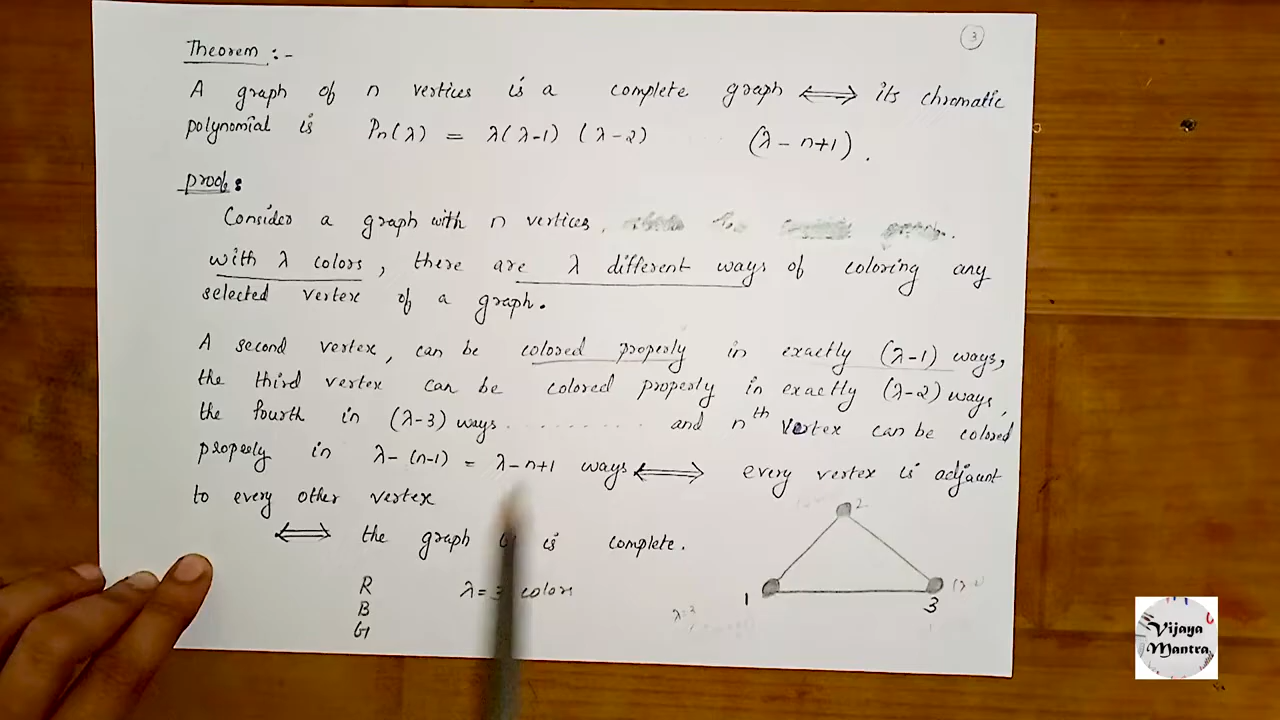 3
Theorem :-
A graph of n vertices is a complete graph ⟺ its chromatic
polynomial is Pn(λ) = λ(λ-1) (λ-2) (λ-n+1).
proof:
Consider a graph with n vertices.
with λ colors, there are λ different ways of coloring any
selected vertex of a graph.
A second vertex, can be colored properly in exactly (λ-1) ways,
the third vertex can be colored properly in exactly (λ-2) ways,
the fourth in (λ-3) ways ......... and nth vertex can be colored
properly in λ-(n-1) = λ-n+1 ways ⟺ every vertex is adjaunt
to every other vertex
⟺ the graph G is complete.
R λ=3 colors
B
G
2
1
3
Vijaya
Mantra